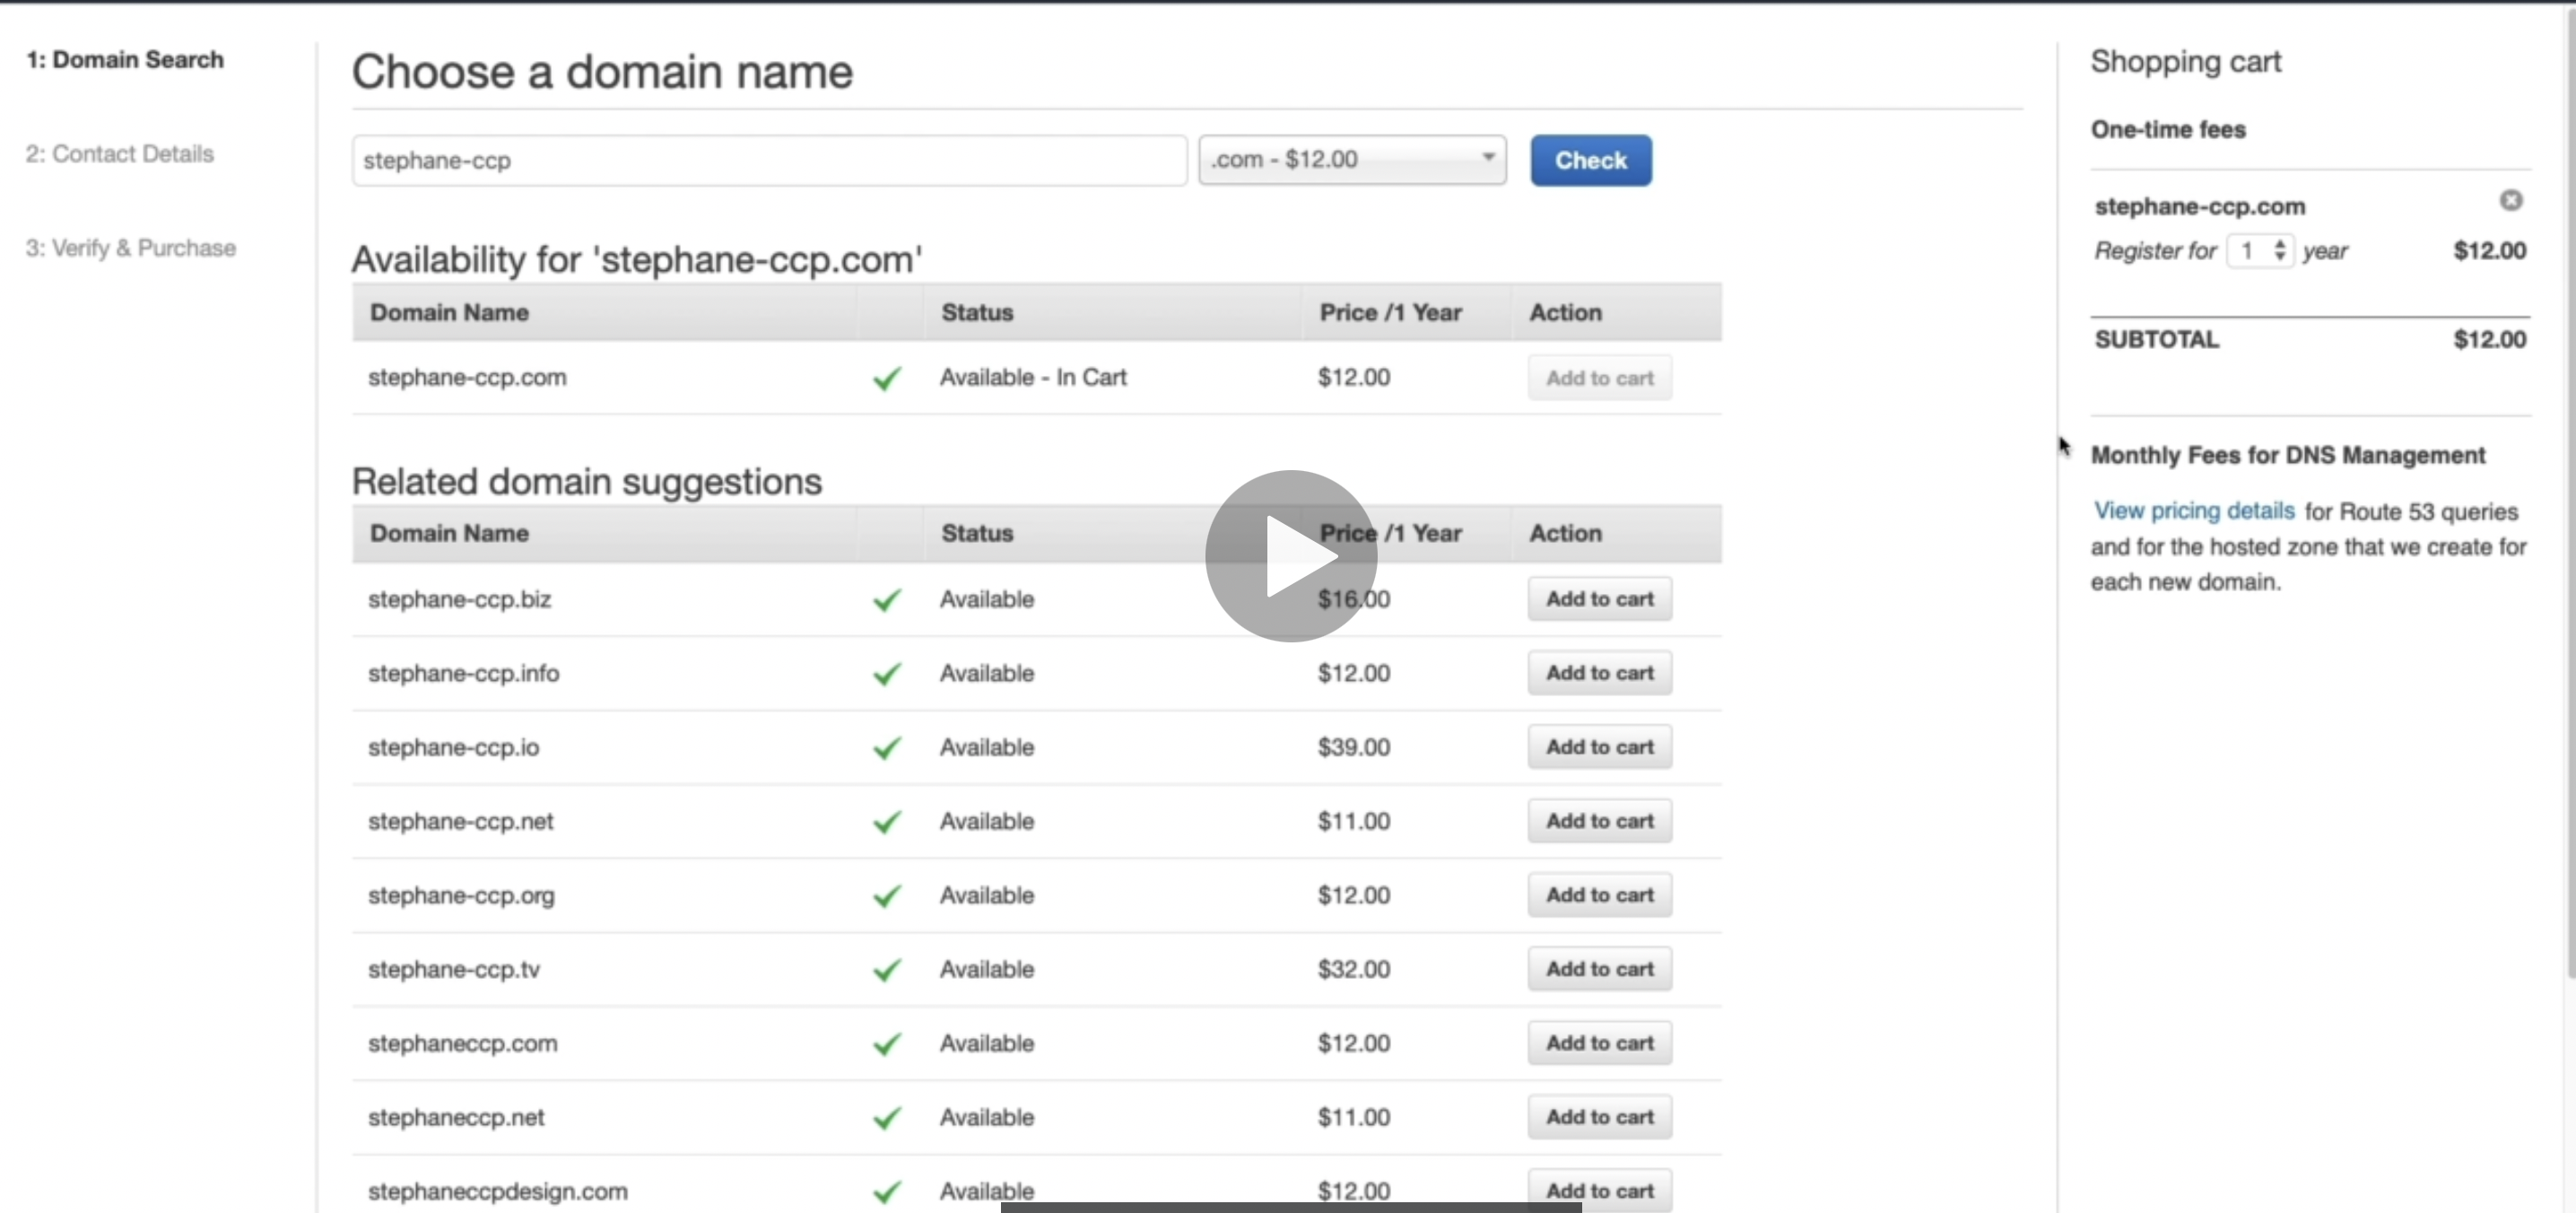 1: Domain Search
2: Contact Details
3: Verify & Purchase
Choose a domain name
stephane-ccp
.com - $12.00
Check
Availability for 'stephane-ccp.com'
Domain Name Status Price /1 Year Action
stephane-ccp.com Available - In Cart $12.00 Add to cart
Related domain suggestions
Domain Name Status Price /1 Year Action
stephane-ccp.biz Available $16.00 Add to cart
stephane-ccp.info Available $12.00 Add to cart
stephane-ccp.io Available $39.00 Add to cart
stephane-ccp.net Available $11.00 Add to cart
stephane-ccp.org Available $12.00 Add to cart
stephane-ccp.tv Available $32.00 Add to cart
stephaneccp.com Available $12.00 Add to cart
stephaneccp.net Available $11.00 Add to cart
stephaneccpdesign.com Available $12.00 Add to cart
Shopping cart
One-time fees
stephane-ccp.com
Register for 1 year $12.00
SUBTOTAL $12.00
Monthly Fees for DNS Management
View pricing details for Route 53 queries
and for the hosted zone that we create for
each new domain.